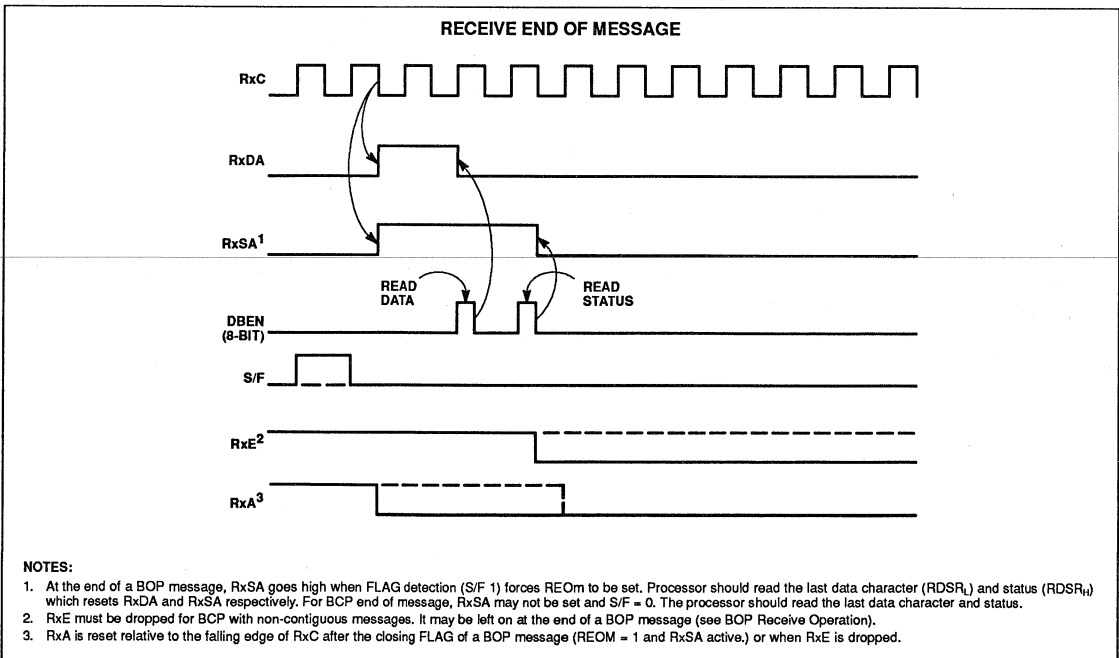 RECEIVE END OF MESSAGE
RxC
RxDA
RxSA1
READ
DATA
READ
STATUS
DBEN
(8-BIT)
S/F
RxE2
RxA3
NOTES:
1. At the end of a BOP message, RxSA goes high when FLAG detection (S/F 1) forces REOm to be set. Processor should read the last data character (RDSRL) and status (RDSRH)
which resets RxDA and RxSA respectively. For BCP end of message, RxSA may not be set and S/F = 0. The processor should read the last data character and status.
2. RxE must be dropped for BCP with non-contiguous messages. It may be left on at the end of a BOP message (see BOP Receive Operation).
3. RxA is reset relative to the falling edge of RxC after the closing FLAG of a BOP message (REOM = 1 and RxSA active.) or when RxE is dropped.